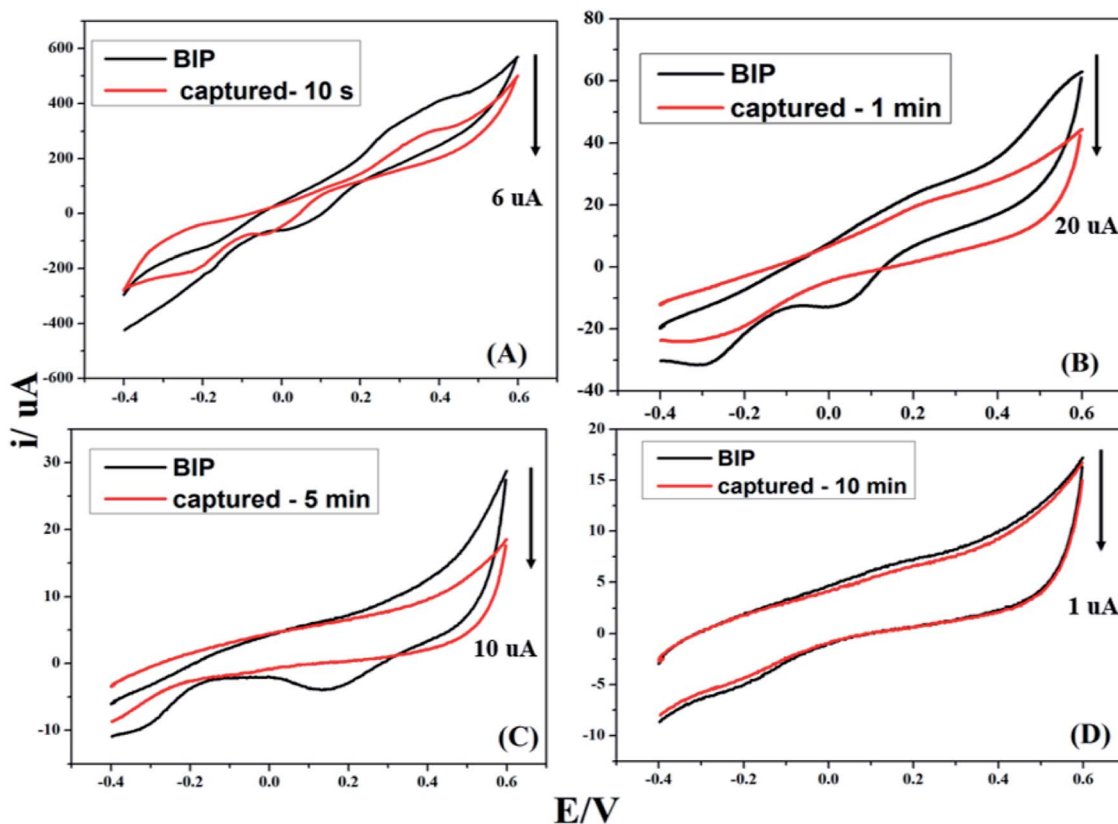 600
400
200
0
-200
-400
-600
-0.4 -0.2 0.0 0.2 0.4 0.6
BIP
captured- 10 s
6 uA
(A)
80
60
40
20
0
-20
-40
-0.4 -0.2 0.0 0.2 0.4 0.6
BIP
captured - 1 min
20 uA
(B)
i/ uA
30
20
10
0
-10
-0.4 -0.2 0.0 0.2 0.4 0.6
BIP
captured - 5 min
10 uA
(C)
20
15
10
5
0
-5
-10
-0.4 -0.2 0.0 0.2 0.4 0.6
BIP
captured - 10 min
1 uA
(D)
E/V